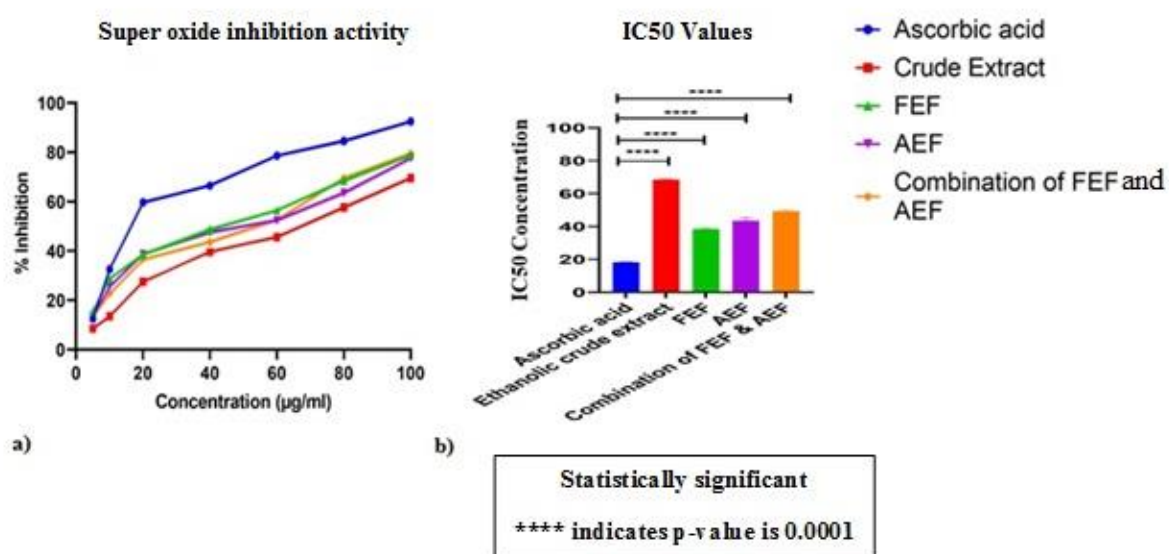 Super oxide inhibition activity
100
80
60
40
20
0
% Inhibition
0 20 40 60 80 100
Concentration (µg/ml)
a)
IC50 Values
----
----
----
----
100
80
60
40
20
0
IC50 Concentration
Ascorbic acid
Ethanolic crude extract
FEF
AEF
Combination of FEF & AEF
b)
Ascorbic acid
Crude Extract
FEF
AEF
Combination of FEF and
AEF
Statistically significant
**** indicates p-value is 0.0001